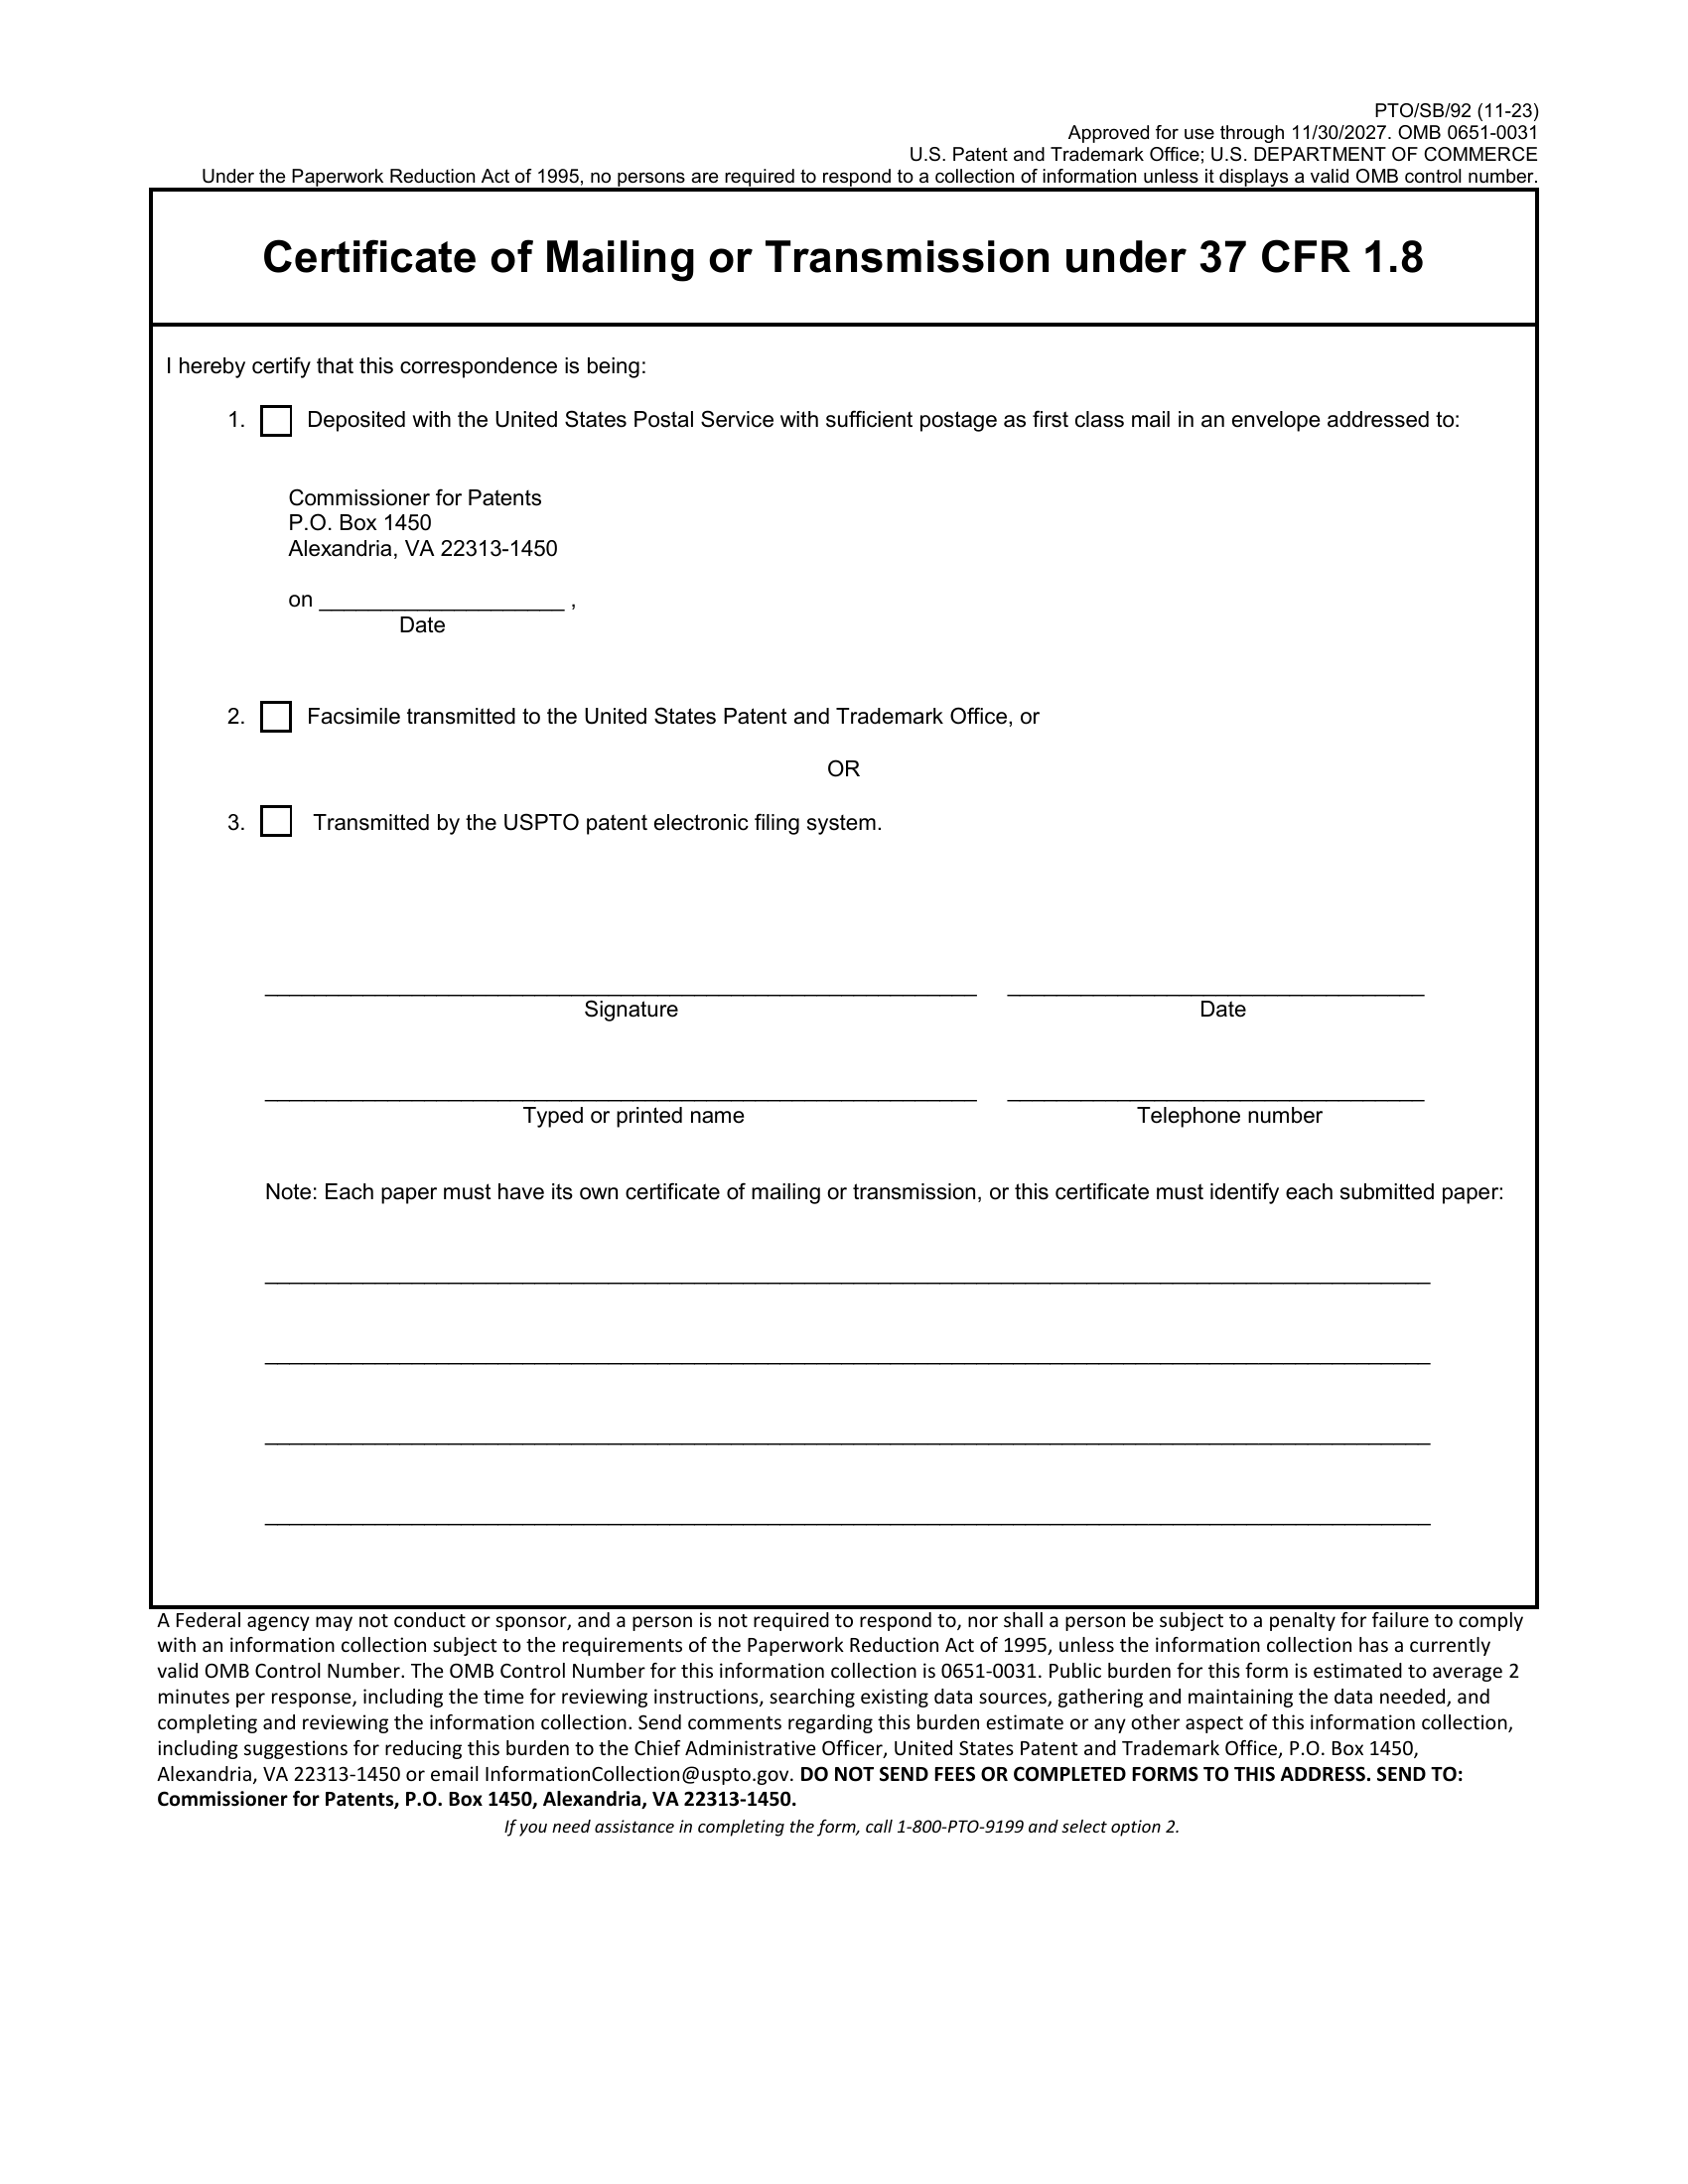 PTO/SB/92 (11-23)
Approved for use through 11/30/2027. OMB 0651-0031
U.S. Patent and Trademark Office; U.S. DEPARTMENT OF COMMERCE
Under the Paperwork Reduction Act of 1995, no persons are required to respond to a collection of information unless it displays a valid OMB control number.
Certificate of Mailing or Transmission under 37 CFR 1.8
I hereby certify that this correspondence is being:
1. Deposited with the United States Postal Service with sufficient postage as first class mail in an envelope addressed to:
Commissioner for Patents
P.O. Box 1450
Alexandria, VA 22313-1450
on ____________________ ,
Date
2. Facsimile transmitted to the United States Patent and Trademark Office, or
OR
3. Transmitted by the USPTO patent electronic filing system.
Signature Date
Typed or printed name Telephone number
Note: Each paper must have its own certificate of mailing or transmission, or this certificate must identify each submitted paper:
A Federal agency may not conduct or sponsor, and a person is not required to respond to, nor shall a person be subject to a penalty for failure to comply
with an information collection subject to the requirements of the Paperwork Reduction Act of 1995, unless the information collection has a currently
valid OMB Control Number. The OMB Control Number for this information collection is 0651-0031. Public burden for this form is estimated to average 2
minutes per response, including the time for reviewing instructions, searching existing data sources, gathering and maintaining the data needed, and
completing and reviewing the information collection. Send comments regarding this burden estimate or any other aspect of this information collection,
including suggestions for reducing this burden to the Chief Administrative Officer, United States Patent and Trademark Office, P.O. Box 1450,
Alexandria, VA 22313-1450 or email InformationCollection@uspto.gov. DO NOT SEND FEES OR COMPLETED FORMS TO THIS ADDRESS. SEND TO:
Commissioner for Patents, P.O. Box 1450, Alexandria, VA 22313-1450.
If you need assistance in completing the form, call 1-800-PTO-9199 and select option 2.